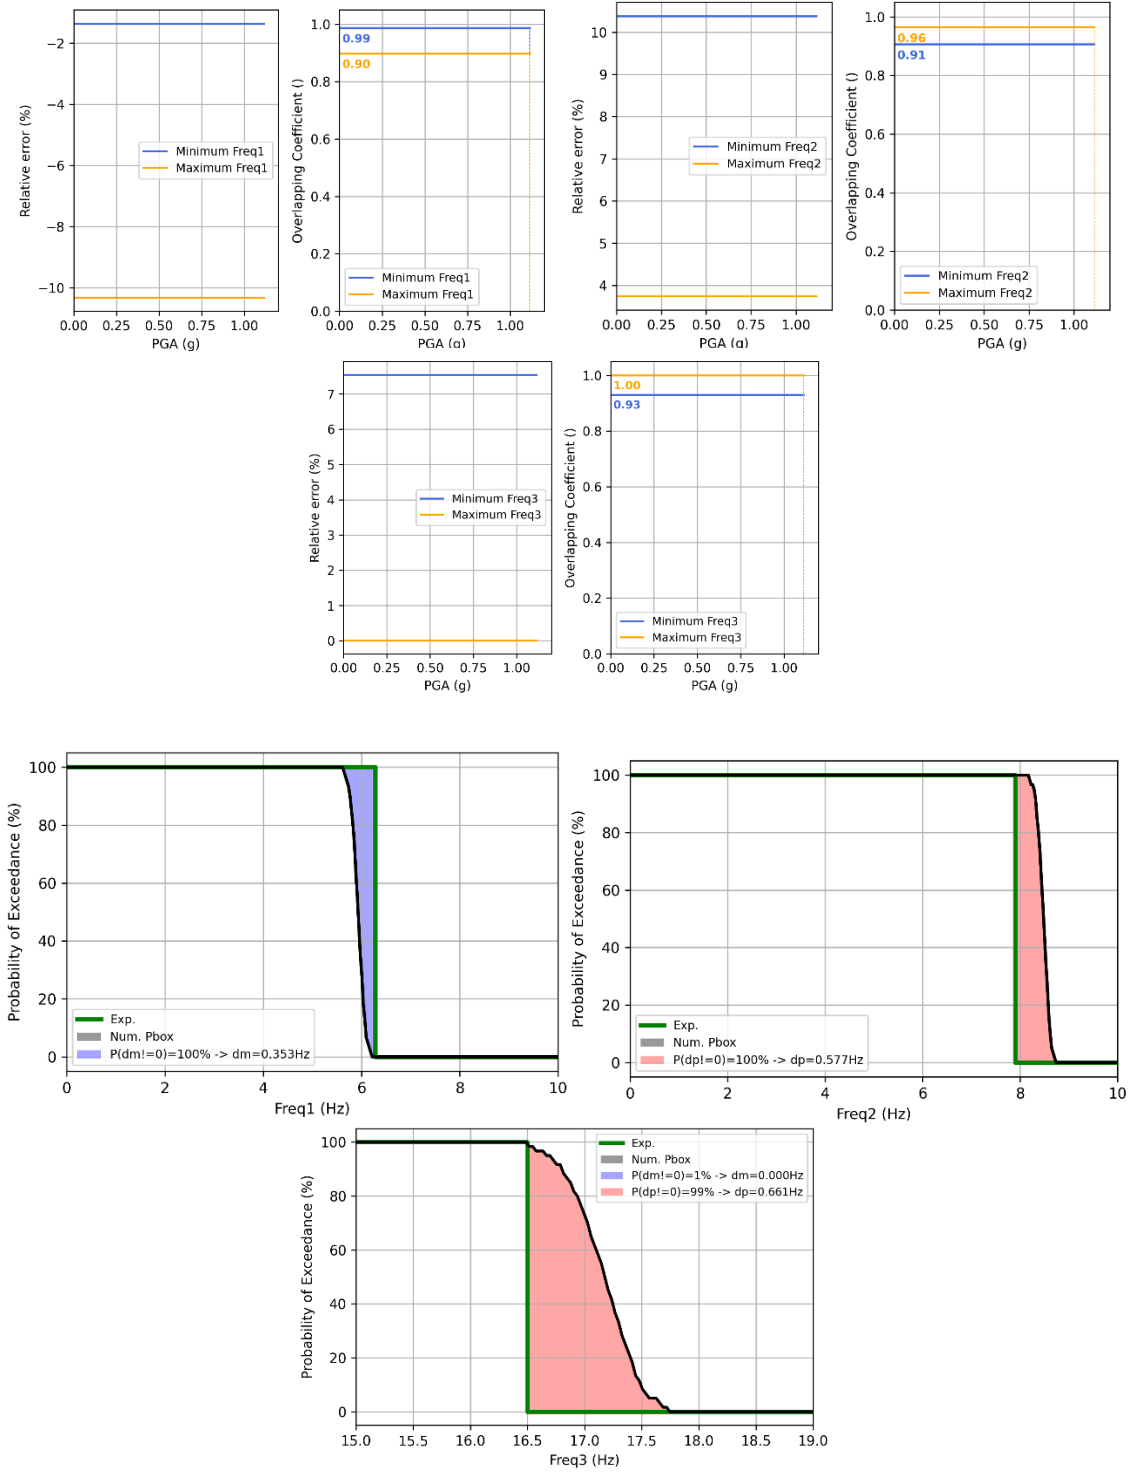 Relative error (%)
−2
−4
−6
−8
−10
Minimum Freq1
Maximum Freq1
0.00 0.25 0.50 0.75 1.00
PGA (g)
Overlapping Coefficient ()
1.0
0.8
0.6
0.4
0.2
0.0
0.99
0.90
Minimum Freq1
Maximum Freq1
0.00 0.25 0.50 0.75 1.00
PGA (g)
Relative error (%)
10
9
8
7
6
5
4
Minimum Freq2
Maximum Freq2
0.00 0.25 0.50 0.75 1.00
PGA (g)
Overlapping Coefficient ()
1.0
0.8
0.6
0.4
0.2
0.0
0.96
0.91
Minimum Freq2
Maximum Freq2
0.00 0.25 0.50 0.75 1.00
PGA (g)
Relative error (%)
7
6
5
4
3
2
1
0
Minimum Freq3
Maximum Freq3
0.00 0.25 0.50 0.75 1.00
PGA (g)
Overlapping Coefficient ()
1.0
0.8
0.6
0.4
0.2
0.0
1.00
0.93
Minimum Freq3
Maximum Freq3
0.00 0.25 0.50 0.75 1.00
PGA (g)
Probability of Exceedance (%)
100
80
60
40
20
0
Exp.
Num. Pbox
P(dm!=0)=100% -> dm=0.353Hz
0 2 4 6 8 10
Freq1 (Hz)
Probability of Exceedance (%)
100
80
60
40
20
0
Exp.
Num. Pbox
P(dp!=0)=100% -> dp=0.577Hz
0 2 4 6 8 10
Freq2 (Hz)
Probability of Exceedance (%)
100
80
60
40
20
0
Exp.
Num. Pbox
P(dm!=0)=1% -> dm=0.000Hz
P(dp!=0)=99% -> dp=0.661Hz
15.0 15.5 16.0 16.5 17.0 17.5 18.0 18.5 19.0
Freq3 (Hz)